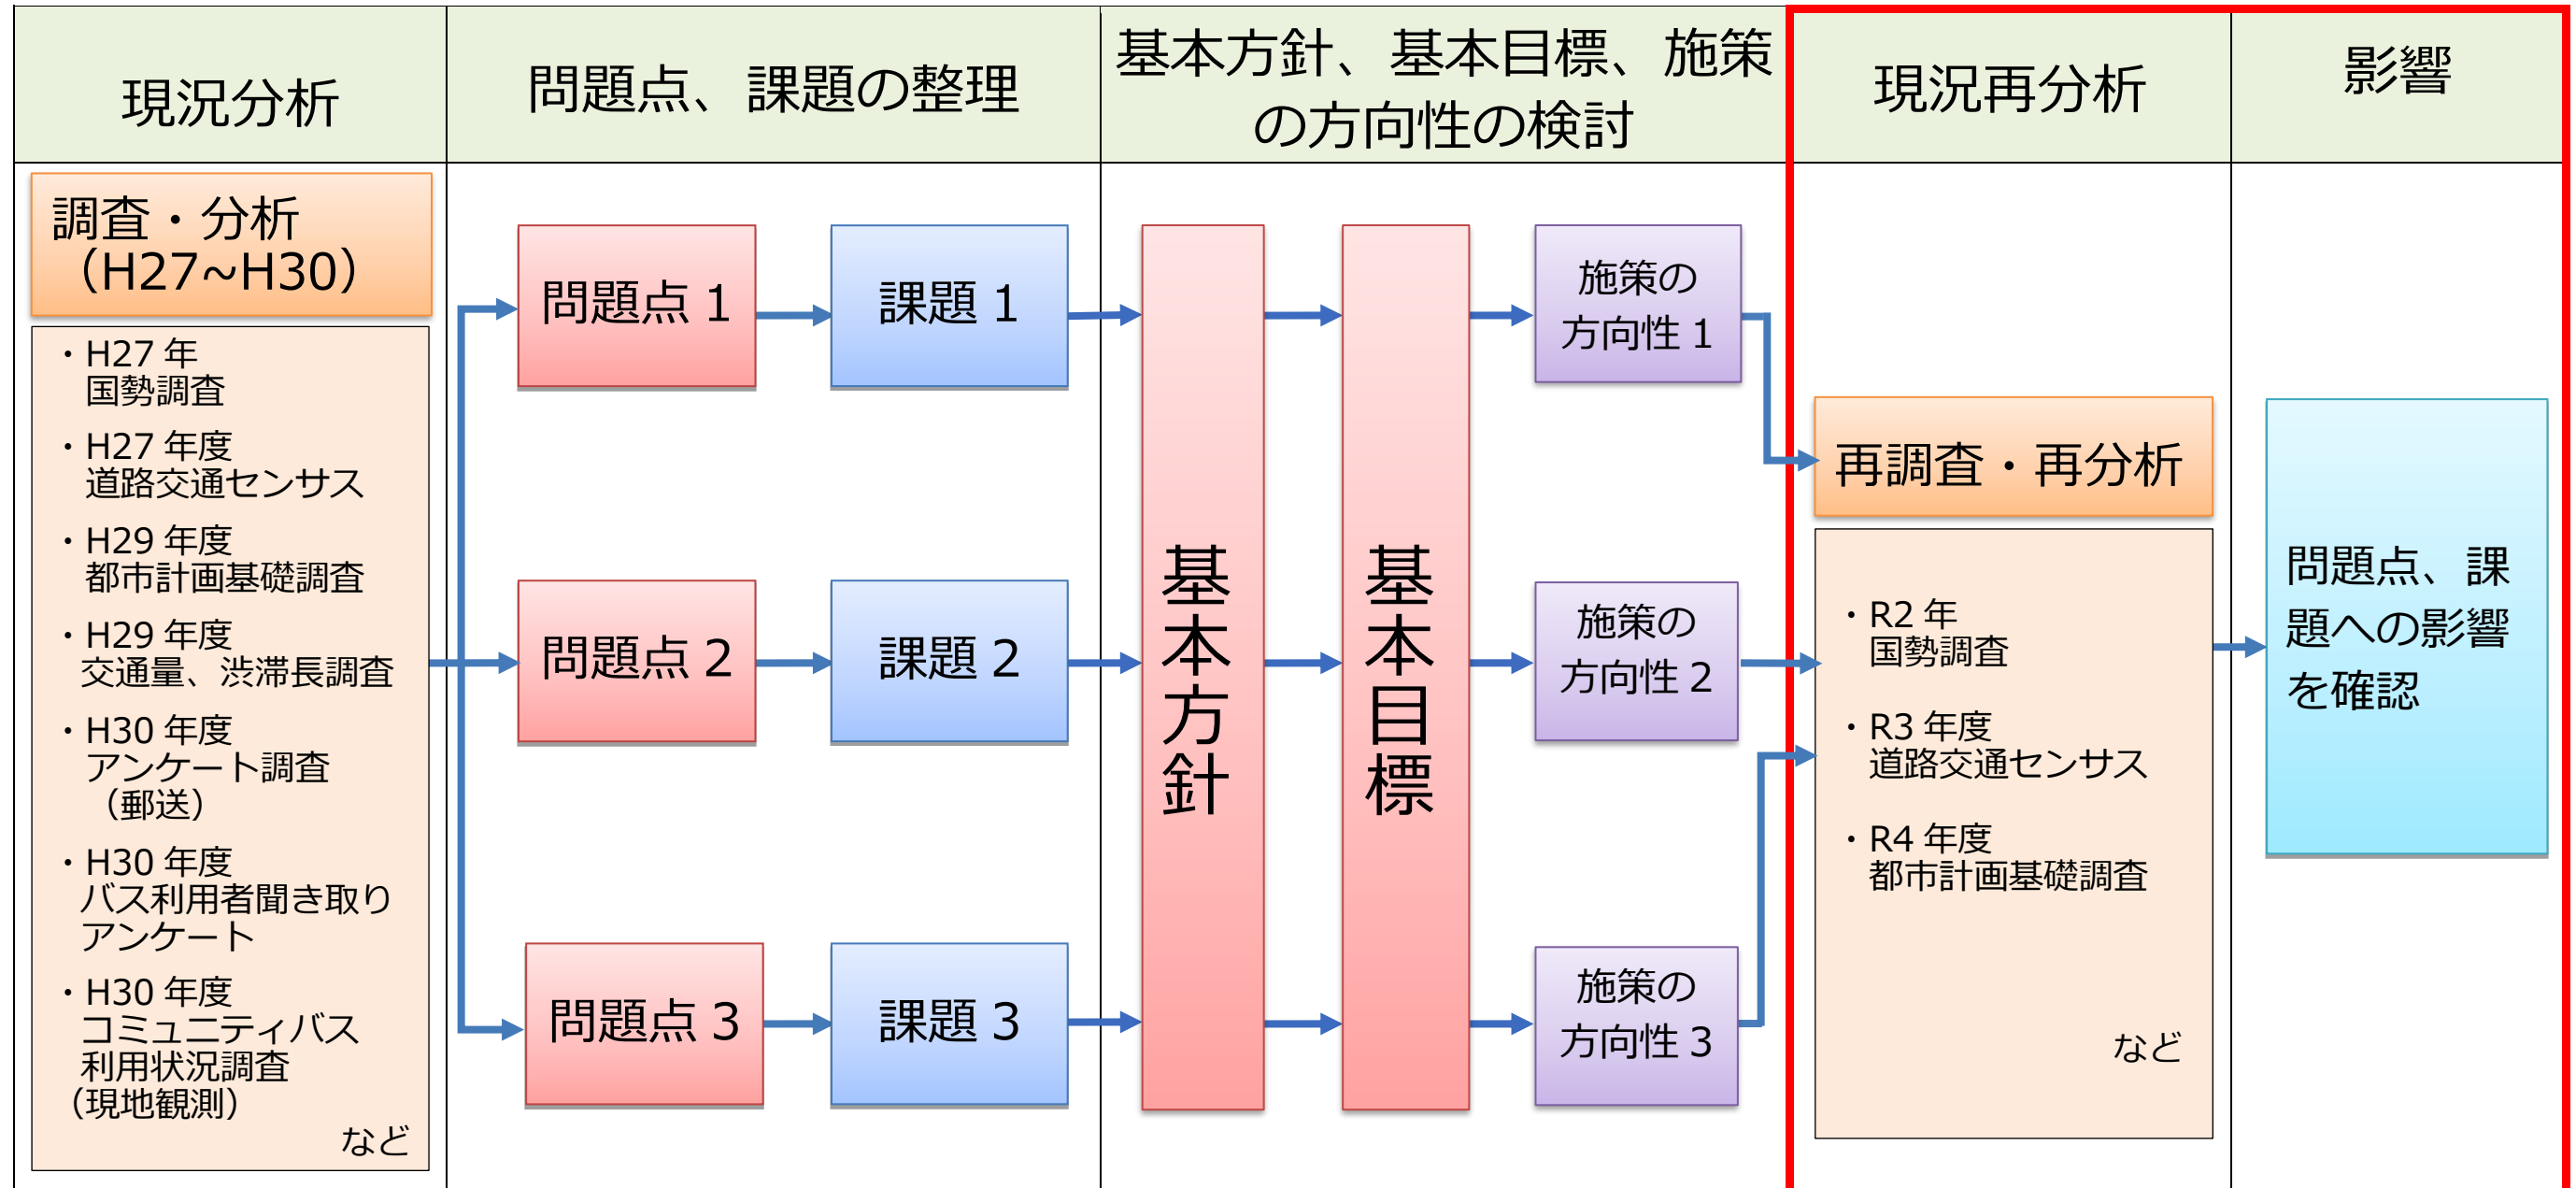 現況分析
問題点、課題の整理
基本方針、基本目標、施策
の方向性の検討
現況再分析
影響
調査・分析
（H27~H30）
・H27 年
国勢調査
・H27 年度
道路交通センサス
・H29 年度
都市計画基礎調査
・H29 年度
交通量、渋滞長調査
・H30 年度
アンケート調査
（郵送）
・H30 年度
バス利用者聞き取り
アンケート
・H30 年度
コミュニティバス
利用状況調査
（現地観測）
など
問題点 1
課題 1
問題点 2
課題 2
問題点 3
課題 3
基本方針
基本目標
施策の
方向性 1
施策の
方向性 2
施策の
方向性 3
再調査・再分析
・R2 年
国勢調査
・R3 年度
道路交通センサス
・R4 年度
都市計画基礎調査
など
問題点、課
題への影響
を確認